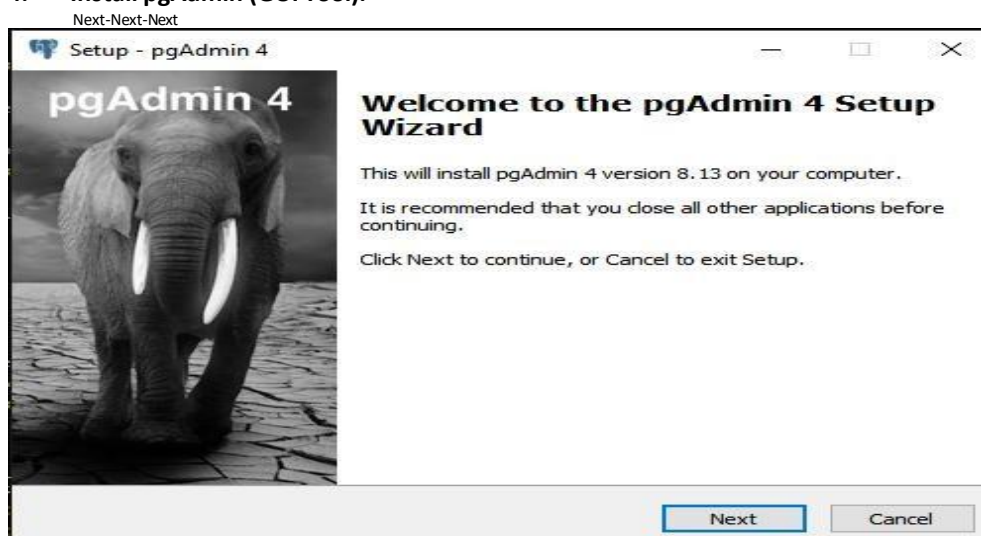 Next-Next-Next
Setup - pgAdmin 4
pgAdmin 4
Welcome to the pgAdmin 4 Setup
Wizard
This will install pgAdmin 4 version 8.13 on your computer.
It is recommended that you close all other applications before
continuing.
Click Next to continue, or Cancel to exit Setup.
Next
Cancel